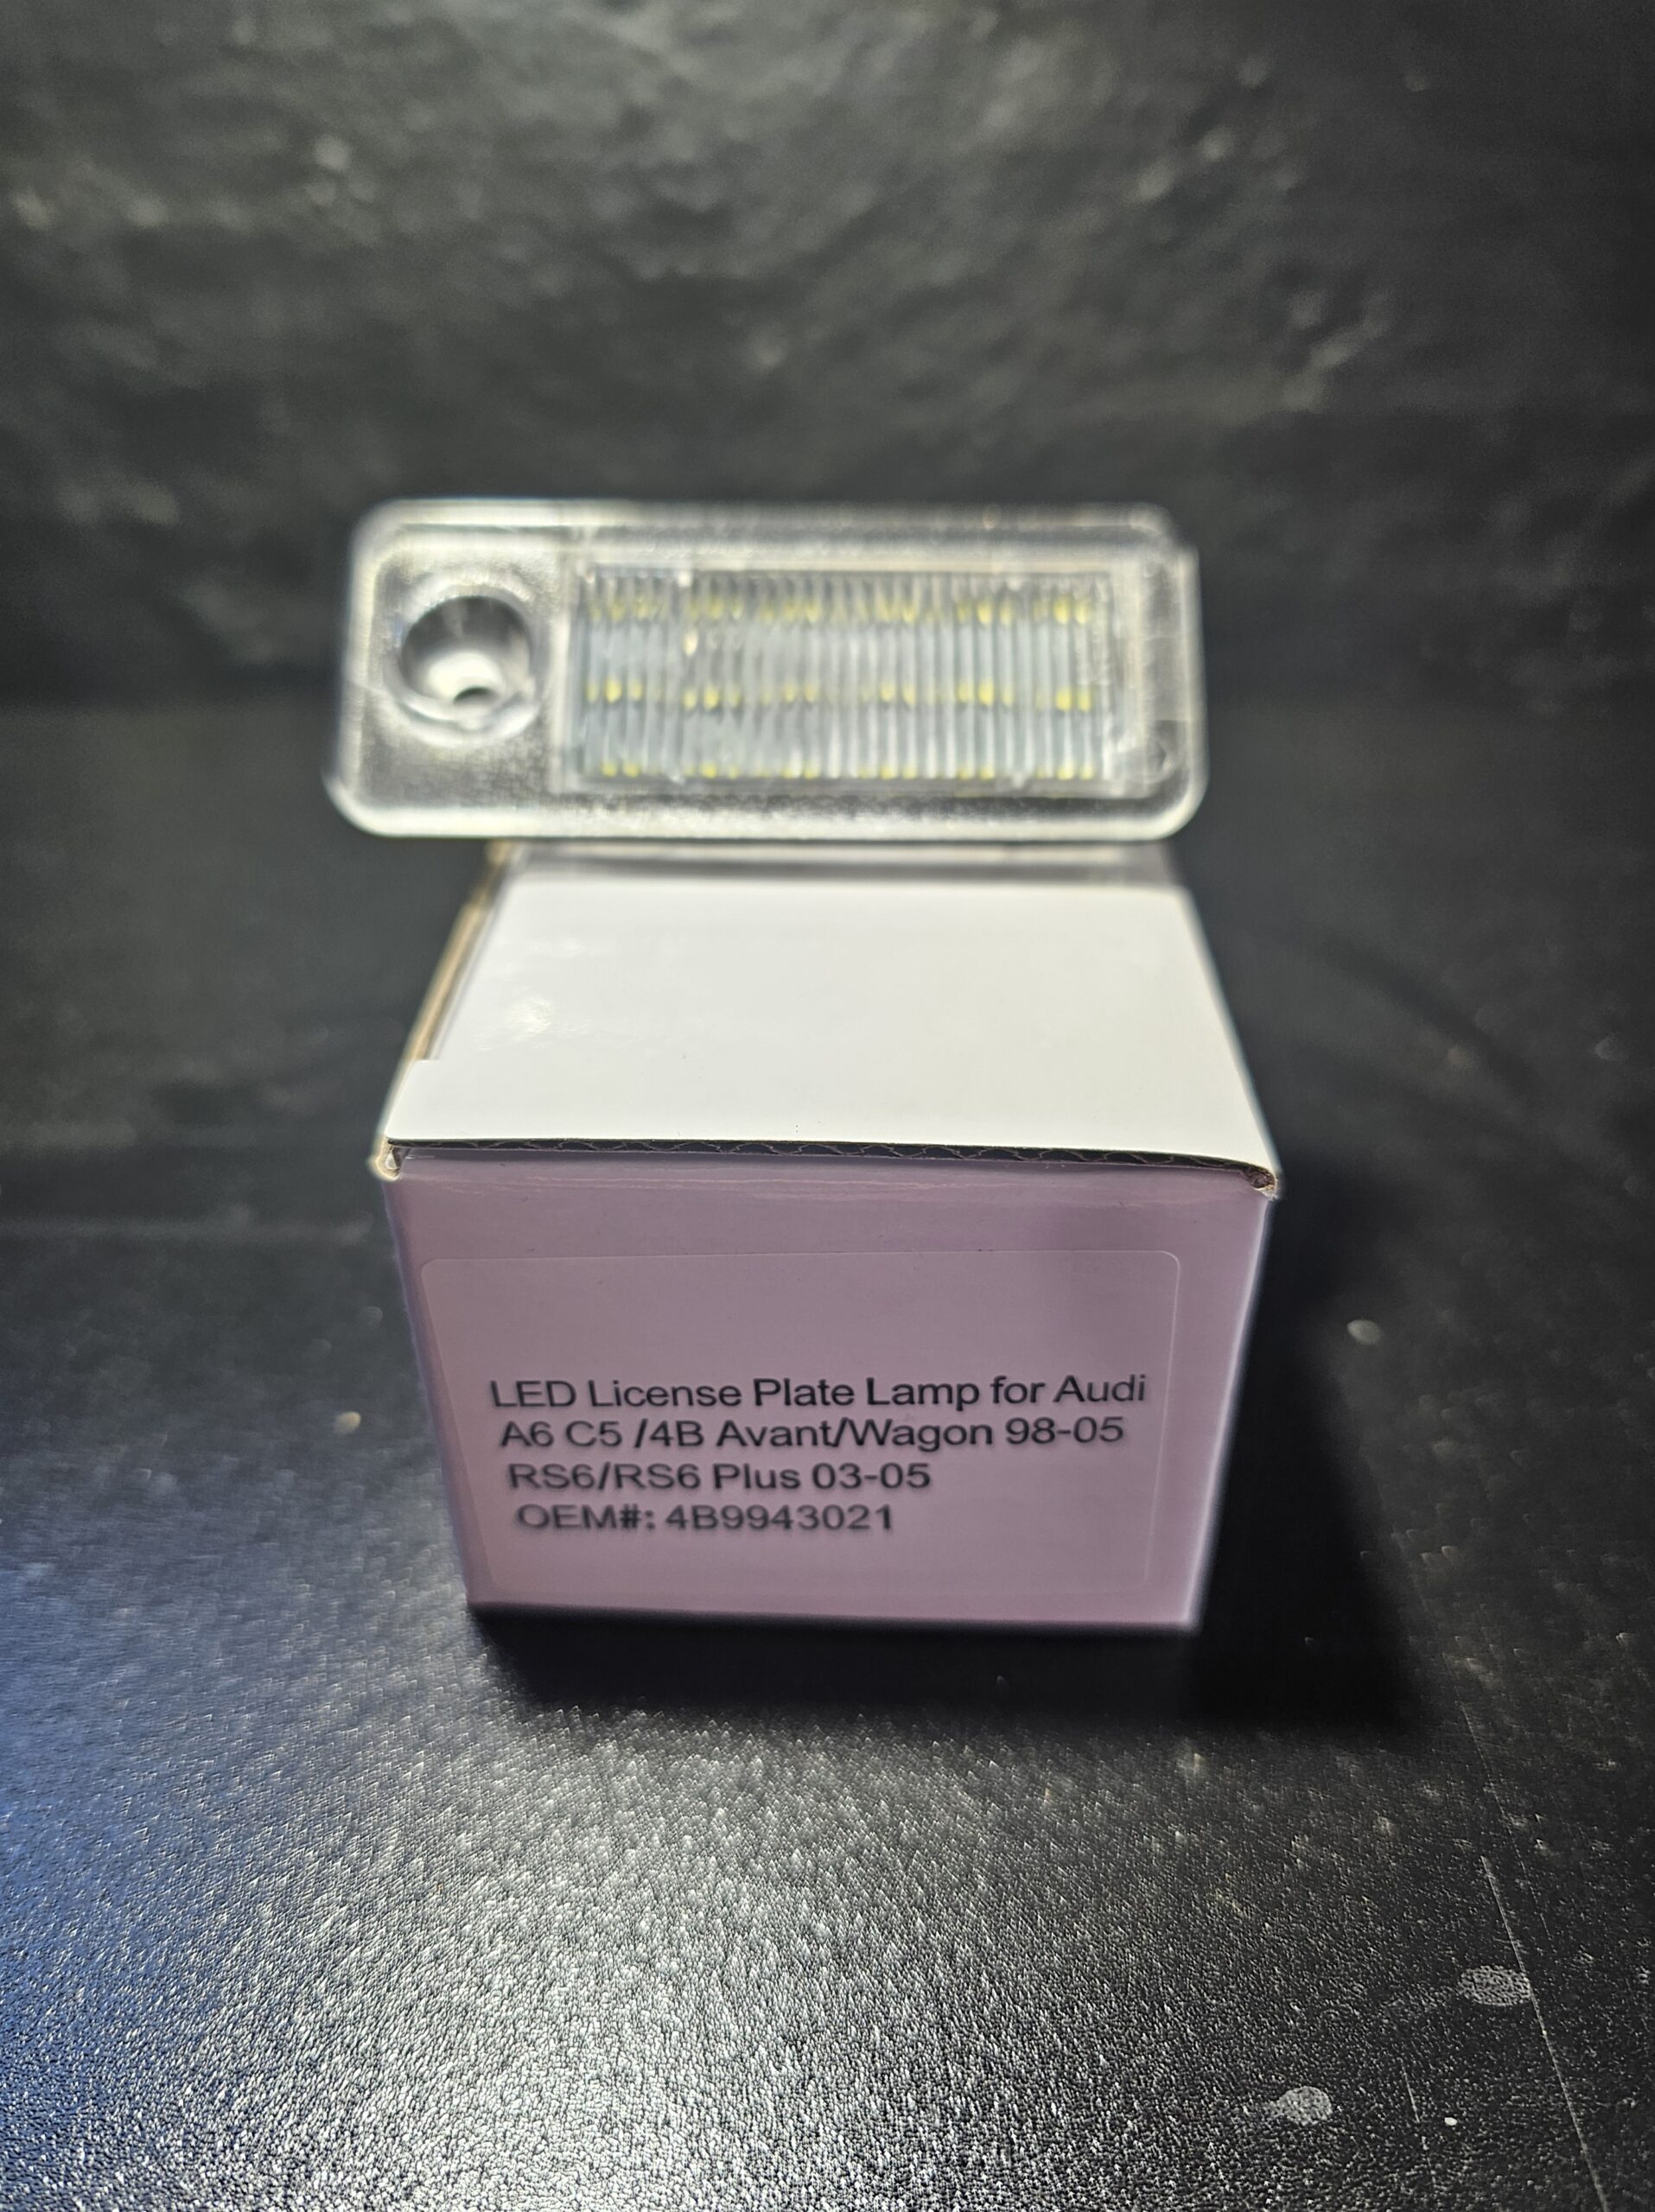 LED License Plate Lamp for Audi
A6 C5 /4B Avant/Wagon 98-05
RS6/RS6 Plus 03-05
OEM#: 4B9943021